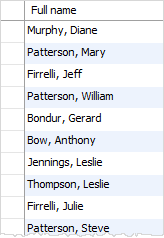 Full name
Murphy, Diane
Patterson, Mary
Firrelli, Jeff
Patterson, William
Bondur, Gerard
Bow, Anthony
Jennings, Leslie
Thompson, Leslie
Firrelli, Julie
Patterson, Steve